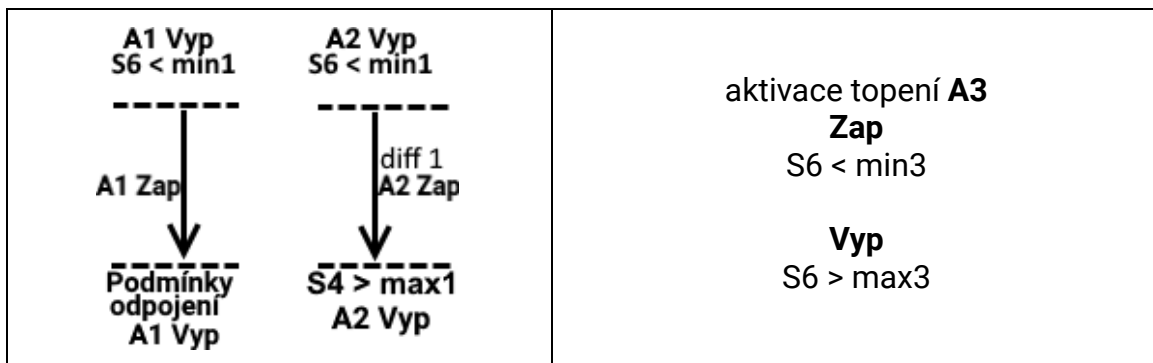 A1 Vyp
S6 < min1
A1 Zap
Podmínky
odpojení
A1 Vyp
A2 Vyp
S6 < min1
diff 1
A2 Zap
S4 > max1
A2 Vyp
aktivace topení A3
Zap
S6 < min3
Vyp
S6 > max3